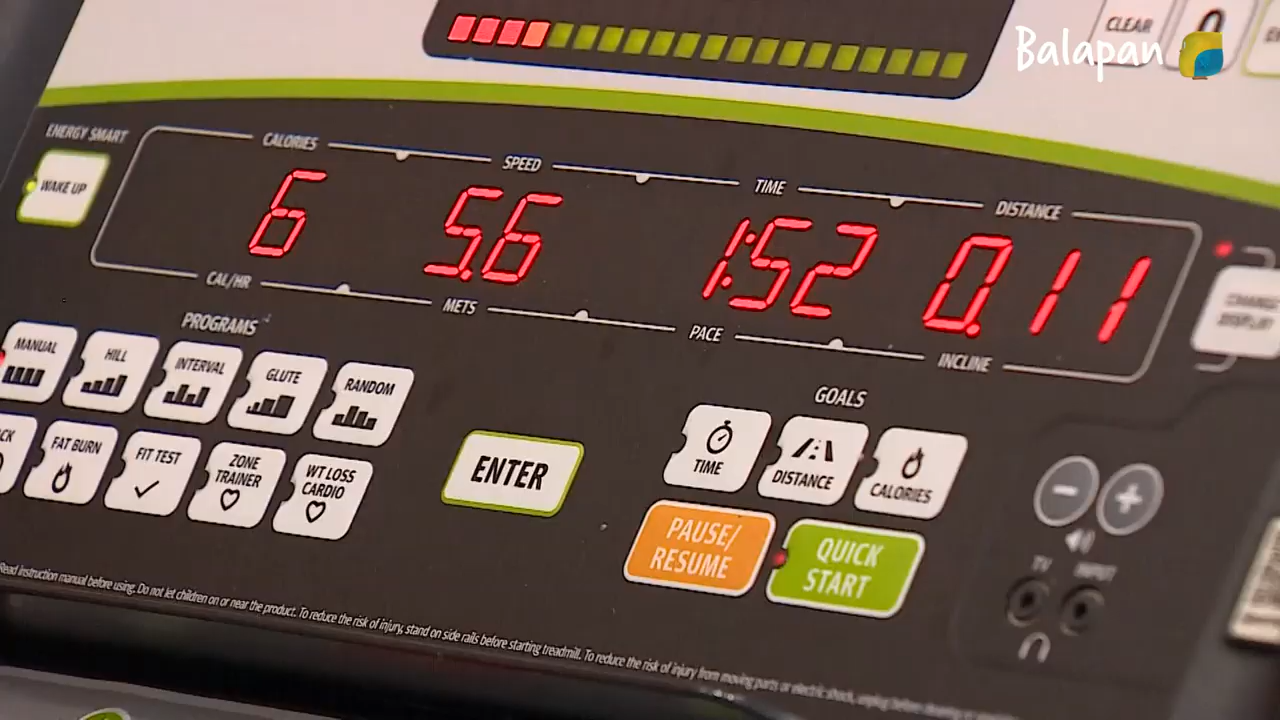 CLEAR
Balapan
ENERGY SMART
WAKE UP
CALORIES
SPEED
TIME
DISTANCE
6
5.6
1:52
0.11
CAL/HR
METS
PACE
INCLINE
CHANGE
DISPLAY
PROGRAMS
MANUAL
HILL
INTERVAL
GLUTE
RANDOM
FAT BURN
FIT TEST
ZONE
TRAINER
WT LOSS
CARDIO
ENTER
GOALS
TIME
DISTANCE
CALORIES
PAUSE/
RESUME
QUICK
START
TV
INPUT
Read instruction manual before using. Do not let children on or near the product. To reduce the risk of injury, stand on side rails before starting treadmill. To reduce the risk of injury from moving parts or electric shock, unplug before